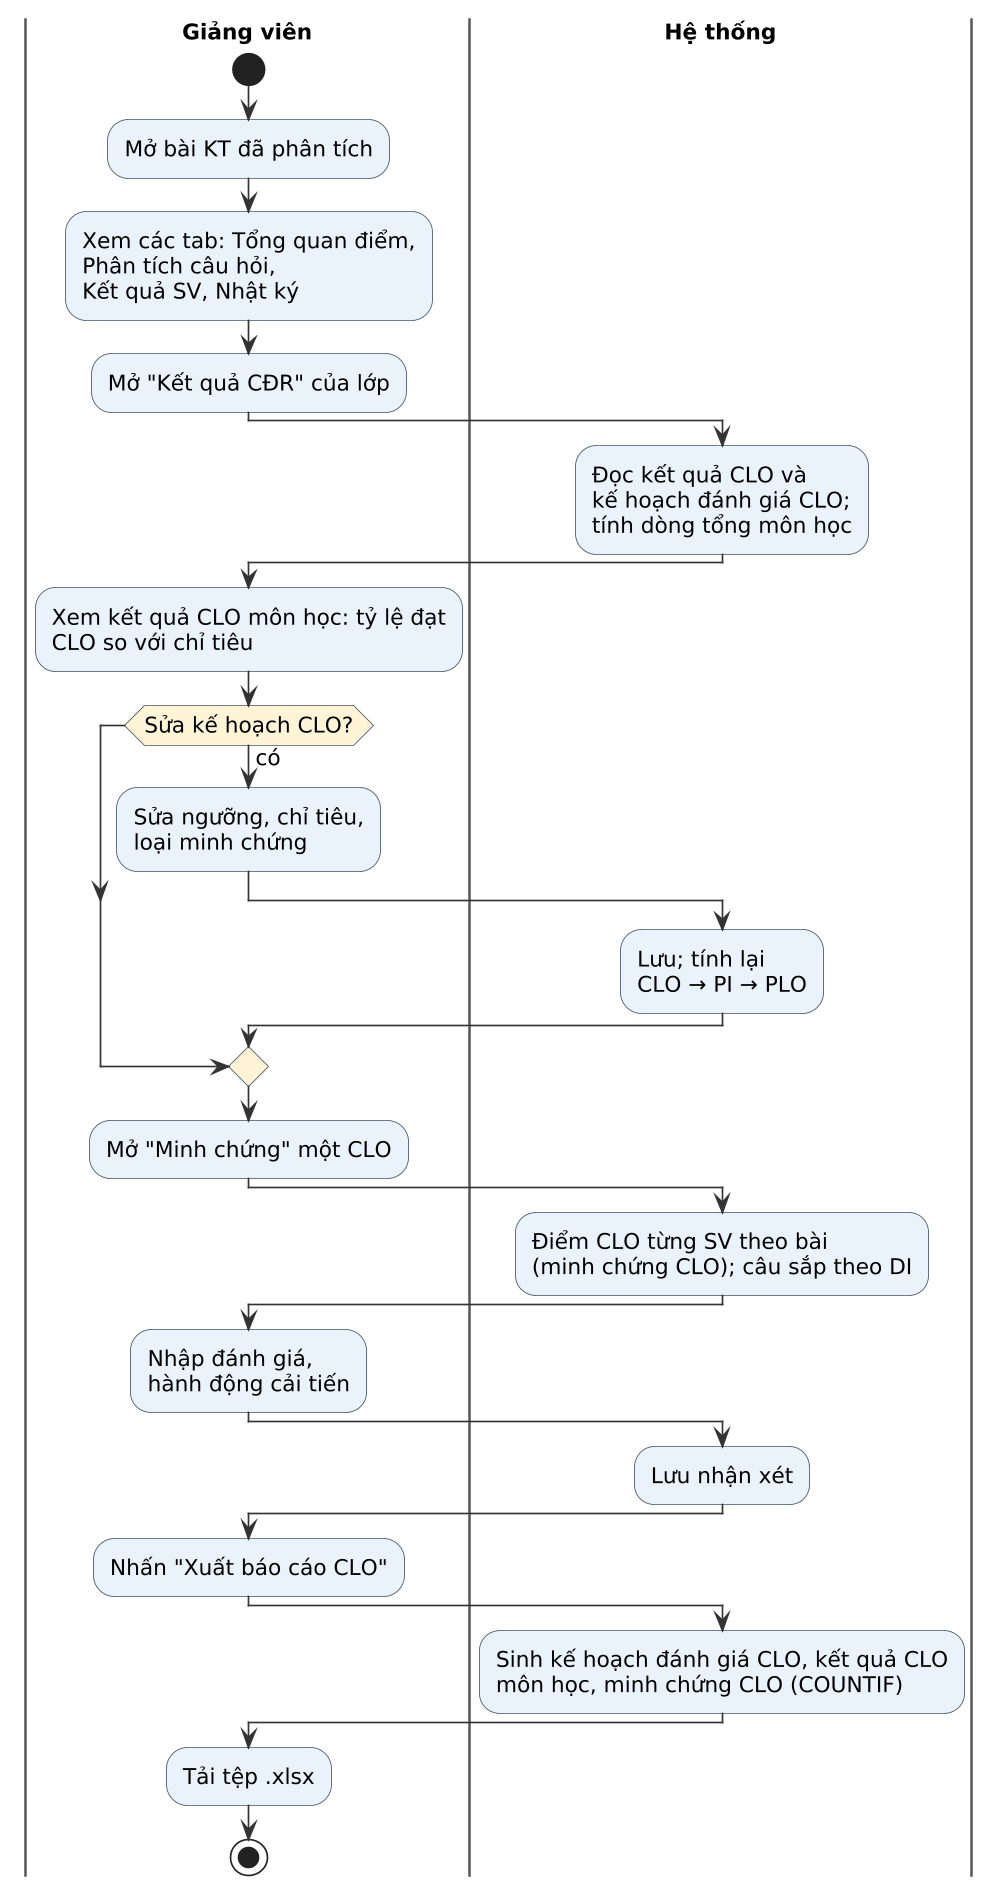 Giảng viên
Hệ thống
Mở bài KT đã phân tích
Xem các tab: Tổng quan điểm,
Phân tích câu hỏi,
Kết quả SV, Nhật ký
Mở "Kết quả CĐR" của lớp
Đọc kết quả CLO và
kế hoạch đánh giá CLO;
tính dòng tổng môn học
Xem kết quả CLO môn học: tỷ lệ đạt
CLO so với chỉ tiêu
Sửa kế hoạch CLO?
có
Sửa ngưỡng, chỉ tiêu,
loại minh chứng
Lưu; tính lại
CLO → PI → PLO
Mở "Minh chứng" một CLO
Điểm CLO từng SV theo bài
(minh chứng CLO); câu sắp theo DI
Nhập đánh giá,
hành động cải tiến
Lưu nhận xét
Nhấn "Xuất báo cáo CLO"
Sinh kế hoạch đánh giá CLO, kết quả CLO
môn học, minh chứng CLO (COUNTIF)
Tải tệp .xlsx